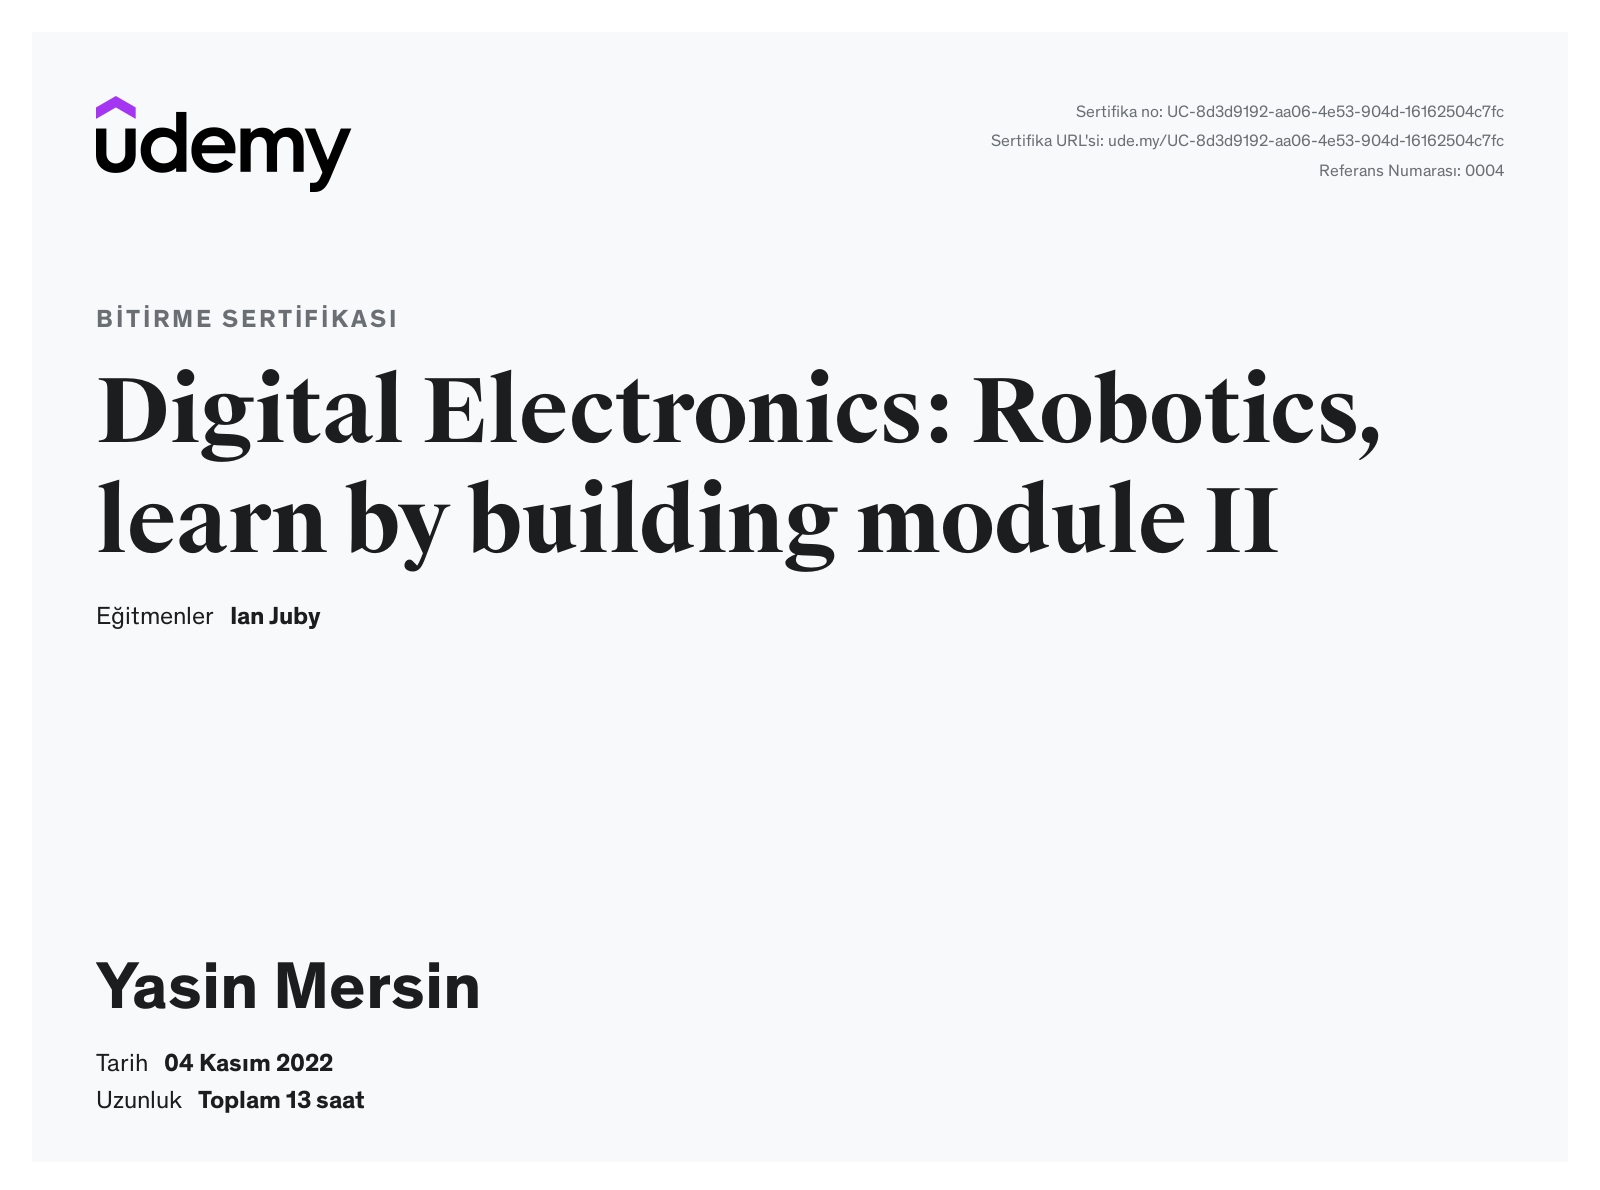 udemy
Sertifika no: UC-8d3d9192-aa06-4e53-904d-16162504c7fc
Sertifika URL'si: ude.my/UC-8d3d9192-aa06-4e53-904d-16162504c7fc
Referans Numarası: 0004
BİTİRME SERTİFİKASI
Digital Electronics: Robotics,
learn by building module II
Eğitmenler Ian Juby
Yasin Mersin
Tarih 04 Kasım 2022
Uzunluk Toplam 13 saat